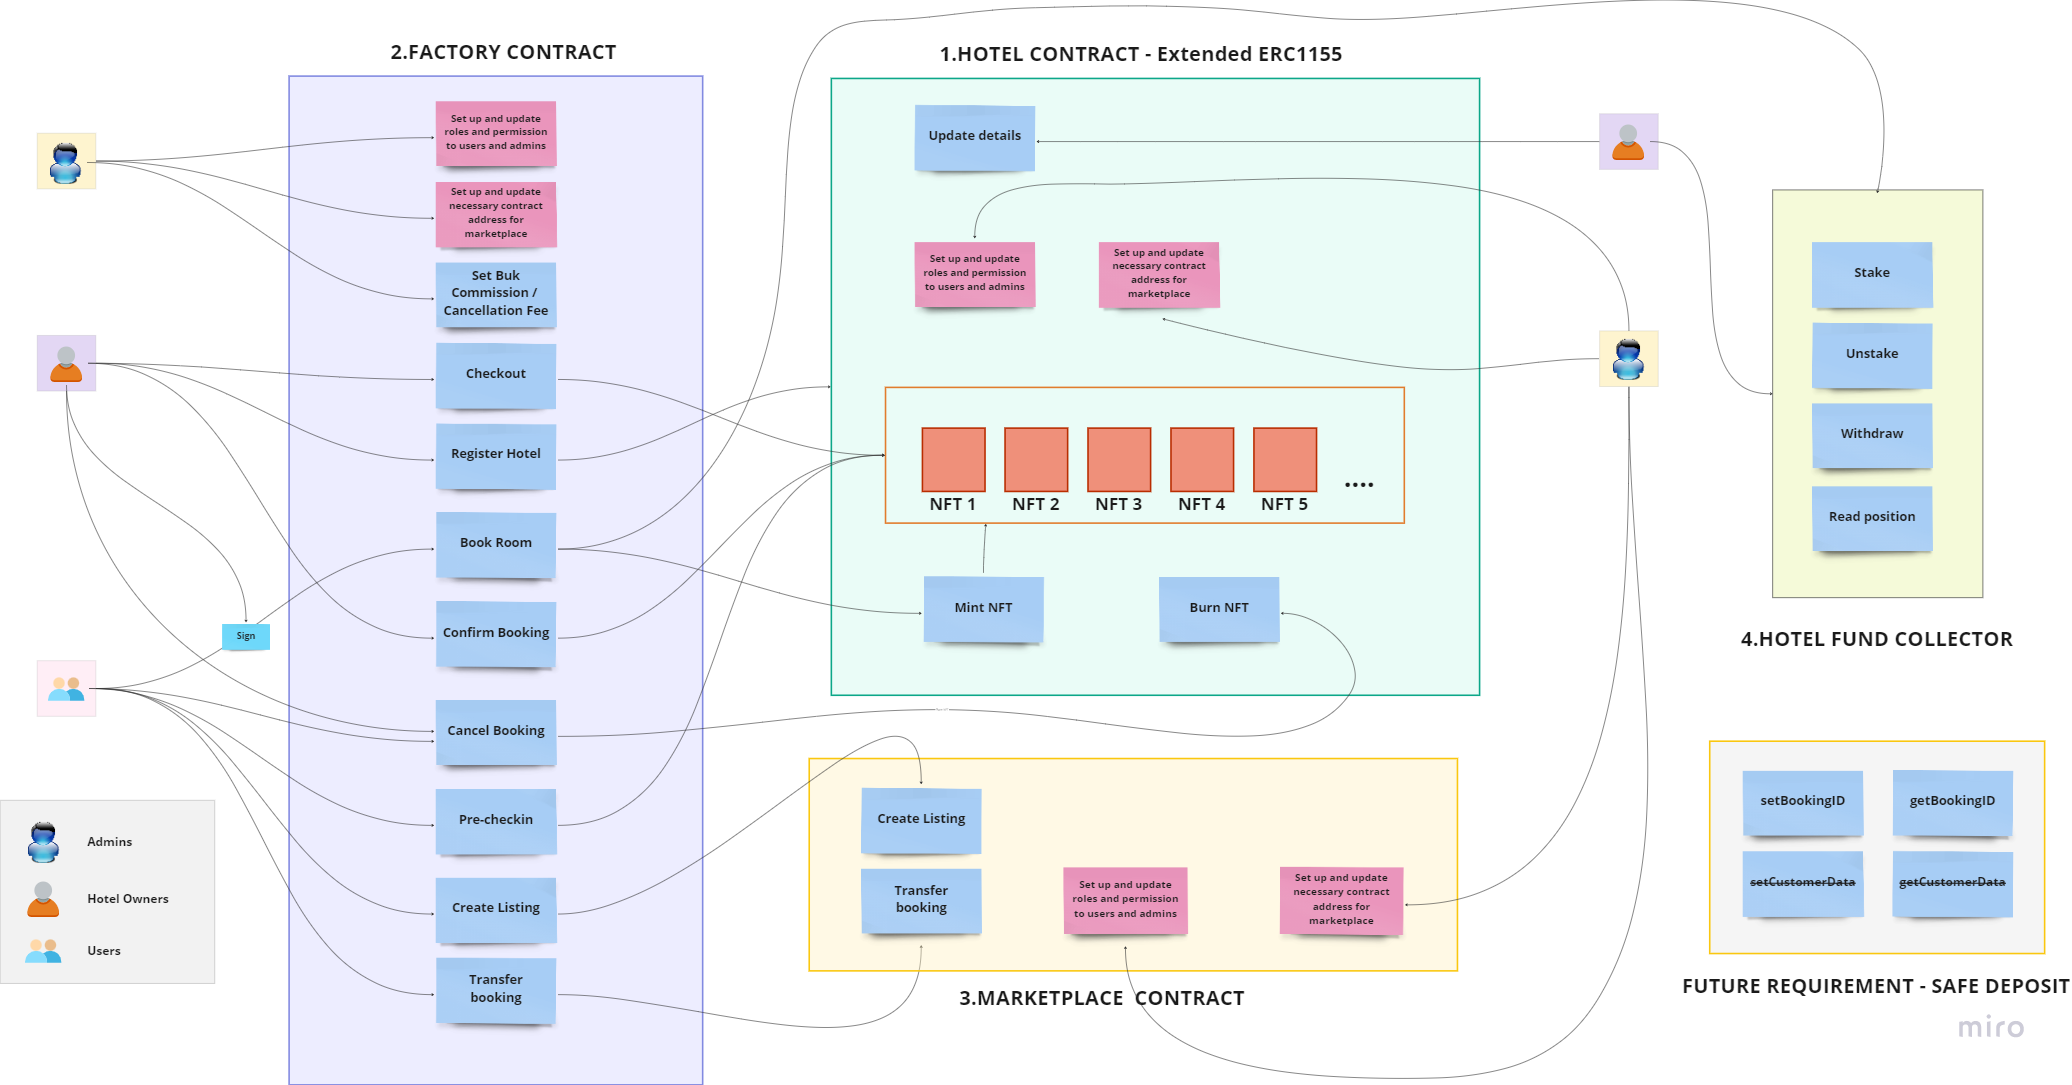 2.FACTORY CONTRACT
Set up and update
roles and permission
to users and admins
Set up and update
necessary contract
address for
marketplace
Set Buk
Commission /
Cancellation Fee
Checkout
Register Hotel
Book Room
Confirm Booking
Cancel Booking
Pre-checkin
Create Listing
Transfer
booking
Sign
Admins
Hotel Owners
Users
1.HOTEL CONTRACT - Extended ERC1155
Update details
Set up and update
roles and permission
to users and admins
Set up and update
necessary contract
address for
marketplace
NFT 1
NFT 2
NFT 3
NFT 4
NFT 5
....
Mint NFT
Burn NFT
Create Listing
Transfer
booking
Set up and update
roles and permission
to users and admins
Set up and update
necessary contract
address for
marketplace
3.MARKETPLACE CONTRACT
Stake
Unstake
Withdraw
Read position
4.HOTEL FUND COLLECTOR
setBookingID
getBookingID
setCustomerData
getCustomerData
FUTURE REQUIREMENT - SAFE DEPOSIT
miro